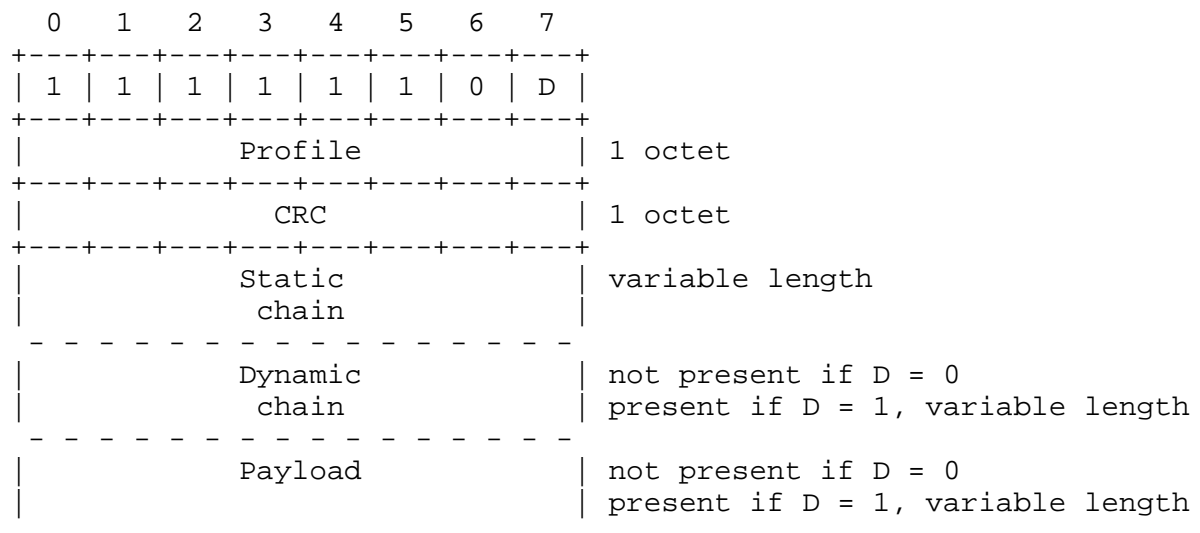 0   1   2   3   4   5   6   7
+---+---+---+---+---+---+---+---+
| 1 | 1 | 1 | 1 | 1 | 1 | 0 | D |
+---+---+---+---+---+---+---+---+
|            Profile            | 1 octet
+---+---+---+---+---+---+---+---+
|              CRC              | 1 octet
+---+---+---+---+---+---+---+---+
|            Static             | variable length
|             chain             |
 - - - - - - - - - - - - - - - -
|            Dynamic            | not present if D = 0
|             chain             | present if D = 1, variable length
 - - - - - - - - - - - - - - - -
|            Payload            | not present if D = 0
|                               | present if D = 1, variable length